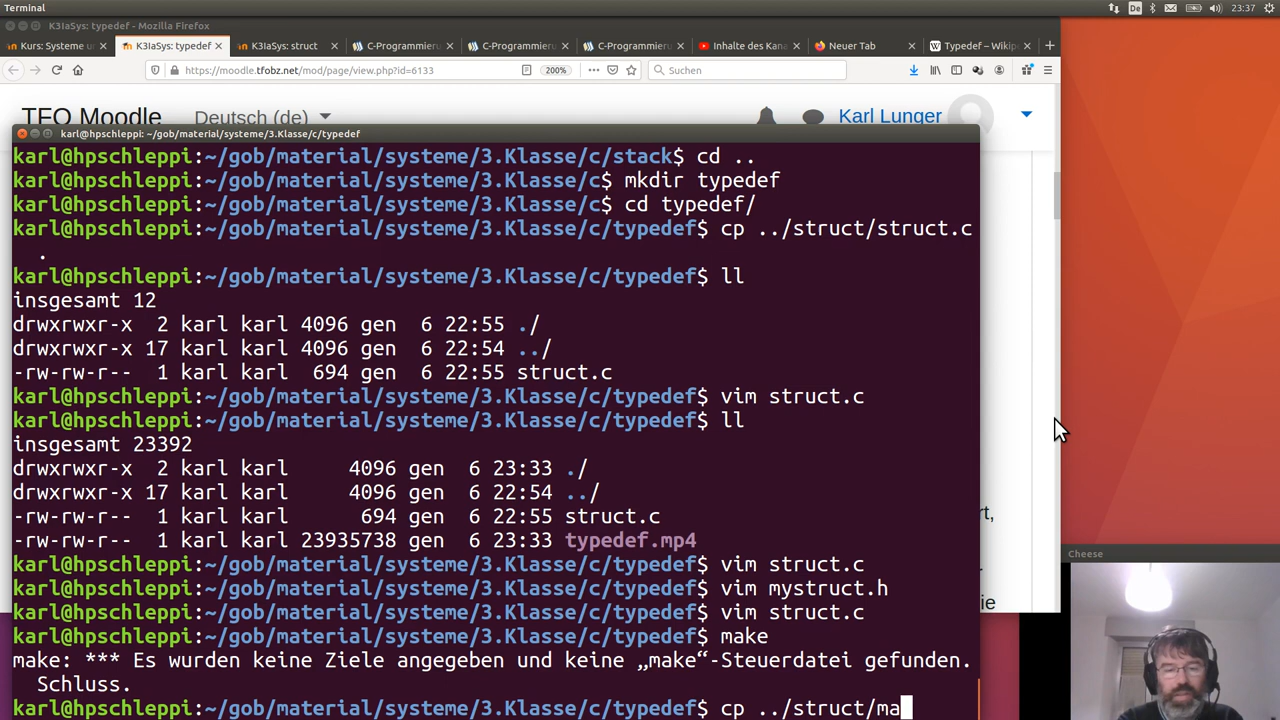 Terminal
De
23:37
K3IaSys: typedef - Mozilla Firefox
Kurs: Systeme un
K3IaSys: typedef
K3IaSys: struct
C-Programmieru
C-Programmieru
C-Programmieru
Inhalte des Kana
Neuer Tab
Typedef – Wikipe
https://moodle.tfobz.net/mod/page/view.php?id=6133
200%
Suchen
TFO Moodle
Deutsch (de)
Karl Lunger
karl@hpschleppi: ~/gob/material/systeme/3.Klasse/c/typedef
karl@hpschleppi:~/gob/material/systeme/3.Klasse/c/stack$ cd ..
karl@hpschleppi:~/gob/material/systeme/3.Klasse/c$ mkdir typedef
karl@hpschleppi:~/gob/material/systeme/3.Klasse/c$ cd typedef/
karl@hpschleppi:~/gob/material/systeme/3.Klasse/c/typedef$ cp ../struct/struct.c
.
karl@hpschleppi:~/gob/material/systeme/3.Klasse/c/typedef$ ll
insgesamt 12
drwxrwxr-x 2 karl karl 4096 gen 6 22:55 ./
drwxrwxr-x 17 karl karl 4096 gen 6 22:54 ../
-rw-rw-r-- 1 karl karl 694 gen 6 22:55 struct.c
karl@hpschleppi:~/gob/material/systeme/3.Klasse/c/typedef$ vim struct.c
karl@hpschleppi:~/gob/material/systeme/3.Klasse/c/typedef$ ll
insgesamt 23392
drwxrwxr-x 2 karl karl 4096 gen 6 23:33 ./
drwxrwxr-x 17 karl karl 4096 gen 6 22:54 ../
-rw-rw-r-- 1 karl karl 694 gen 6 22:55 struct.c
-rw-rw-r-- 1 karl karl 23935738 gen 6 23:33 typedef.mp4
karl@hpschleppi:~/gob/material/systeme/3.Klasse/c/typedef$ vim struct.c
karl@hpschleppi:~/gob/material/systeme/3.Klasse/c/typedef$ vim mystruct.h
karl@hpschleppi:~/gob/material/systeme/3.Klasse/c/typedef$ vim struct.c
karl@hpschleppi:~/gob/material/systeme/3.Klasse/c/typedef$ make
make: *** Es wurden keine Ziele angegeben und keine „make“-Steuerdatei gefunden.
Schluss.
karl@hpschleppi:~/gob/material/systeme/3.Klasse/c/typedef$ cp ../struct/ma
Cheese